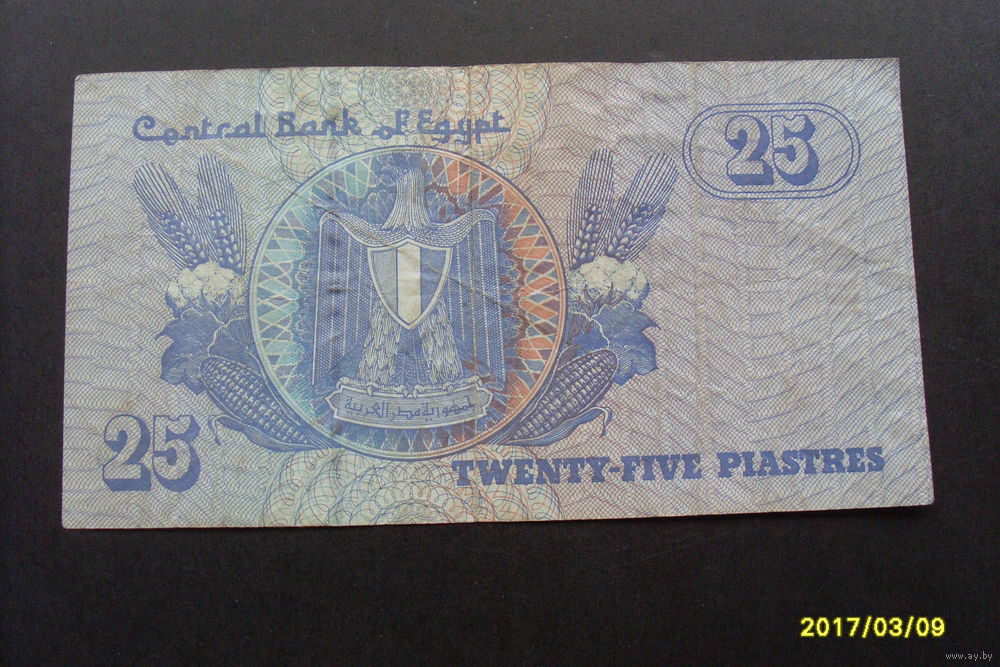 Central Bank of Egypt
25
جمهورية مصر العربية
25
TWENTY-FIVE PIASTRES
2017/03/09
www.ay.by